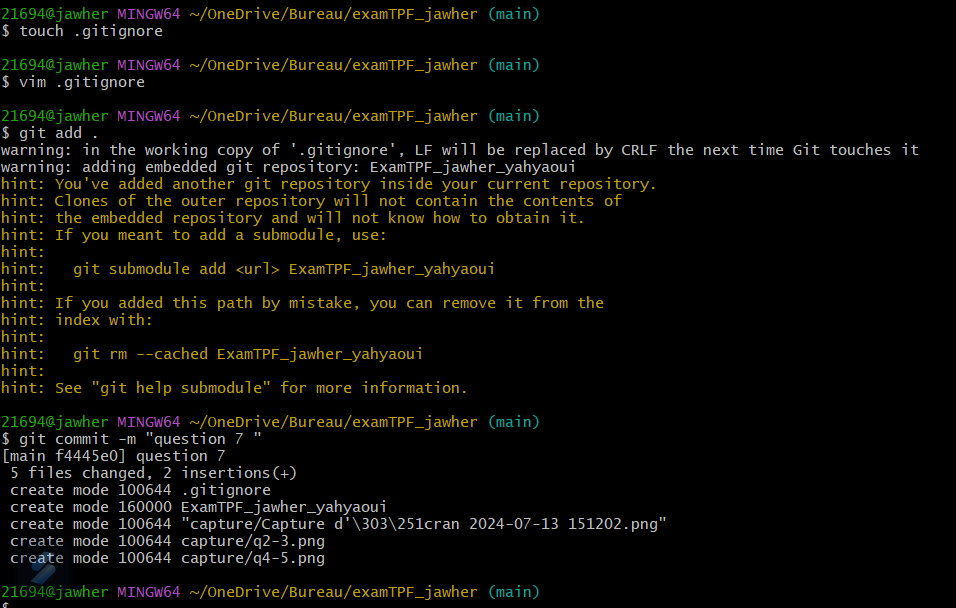 21694@jawher MINGW64 ~/OneDrive/Bureau/examTPF_jawher (main)
$ touch .gitignore
21694@jawher MINGW64 ~/OneDrive/Bureau/examTPF_jawher (main)
$ vim .gitignore
21694@jawher MINGW64 ~/OneDrive/Bureau/examTPF_jawher (main)
$ git add .
warning: in the working copy of '.gitignore', LF will be replaced by CRLF the next time Git touches it
warning: adding embedded git repository: ExamTPF_jawher_yahyaoui
hint: You've added another git repository inside your current repository.
hint: Clones of the outer repository will not contain the contents of
hint: the embedded repository and will not know how to obtain it.
hint: If you meant to add a submodule, use:
hint:
hint:   git submodule add <url> ExamTPF_jawher_yahyaoui
hint:
hint: If you added this path by mistake, you can remove it from the
hint: index with:
hint:
hint:   git rm --cached ExamTPF_jawher_yahyaoui
hint:
hint: See "git help submodule" for more information.
21694@jawher MINGW64 ~/OneDrive/Bureau/examTPF_jawher (main)
$ git commit -m "question 7 "
[main f4445e0] question 7
 5 files changed, 2 insertions(+)
 create mode 100644 .gitignore
 create mode 160000 ExamTPF_jawher_yahyaoui
 create mode 100644 "capture/Capture d'\303\251cran 2024-07-13 151202.png"
 create mode 100644 capture/q2-3.png
 create mode 100644 capture/q4-5.png
21694@jawher MINGW64 ~/OneDrive/Bureau/examTPF_jawher (main)
$